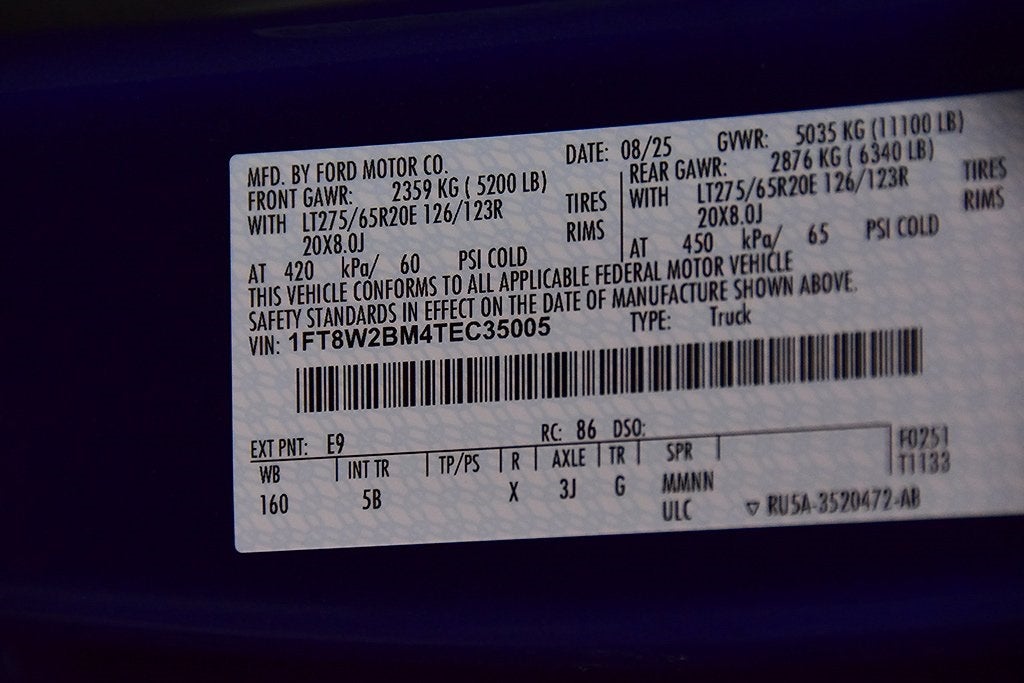 MFD. BY FORD MOTOR CO. DATE: 08/25 GVWR: 5035 KG (11100 LB)
FRONT GAWR: 2359 KG ( 5200 LB) REAR GAWR: 2876 KG ( 6340 LB)
WITH LT275/65R20E 126/123R TIRES WITH LT275/65R20E 126/123R TIRES
20X8.0J RIMS 20X8.0J RIMS
AT 420 kPa/ 60 PSI COLD AT 450 kPa/ 65 PSI COLD
THIS VEHICLE CONFORMS TO ALL APPLICABLE FEDERAL MOTOR VEHICLE
SAFETY STANDARDS IN EFFECT ON THE DATE OF MANUFACTURE SHOWN ABOVE.
VIN: 1FT8W2BM4TEC35005 TYPE: Truck
EXT PNT: E9 RC: 86 DSO:
WB INT TR TP/PS R AXLE TR SPR F0251
160 5B X 3J G MMNN T1133
ULC ▽ RU5A-3520472-AB